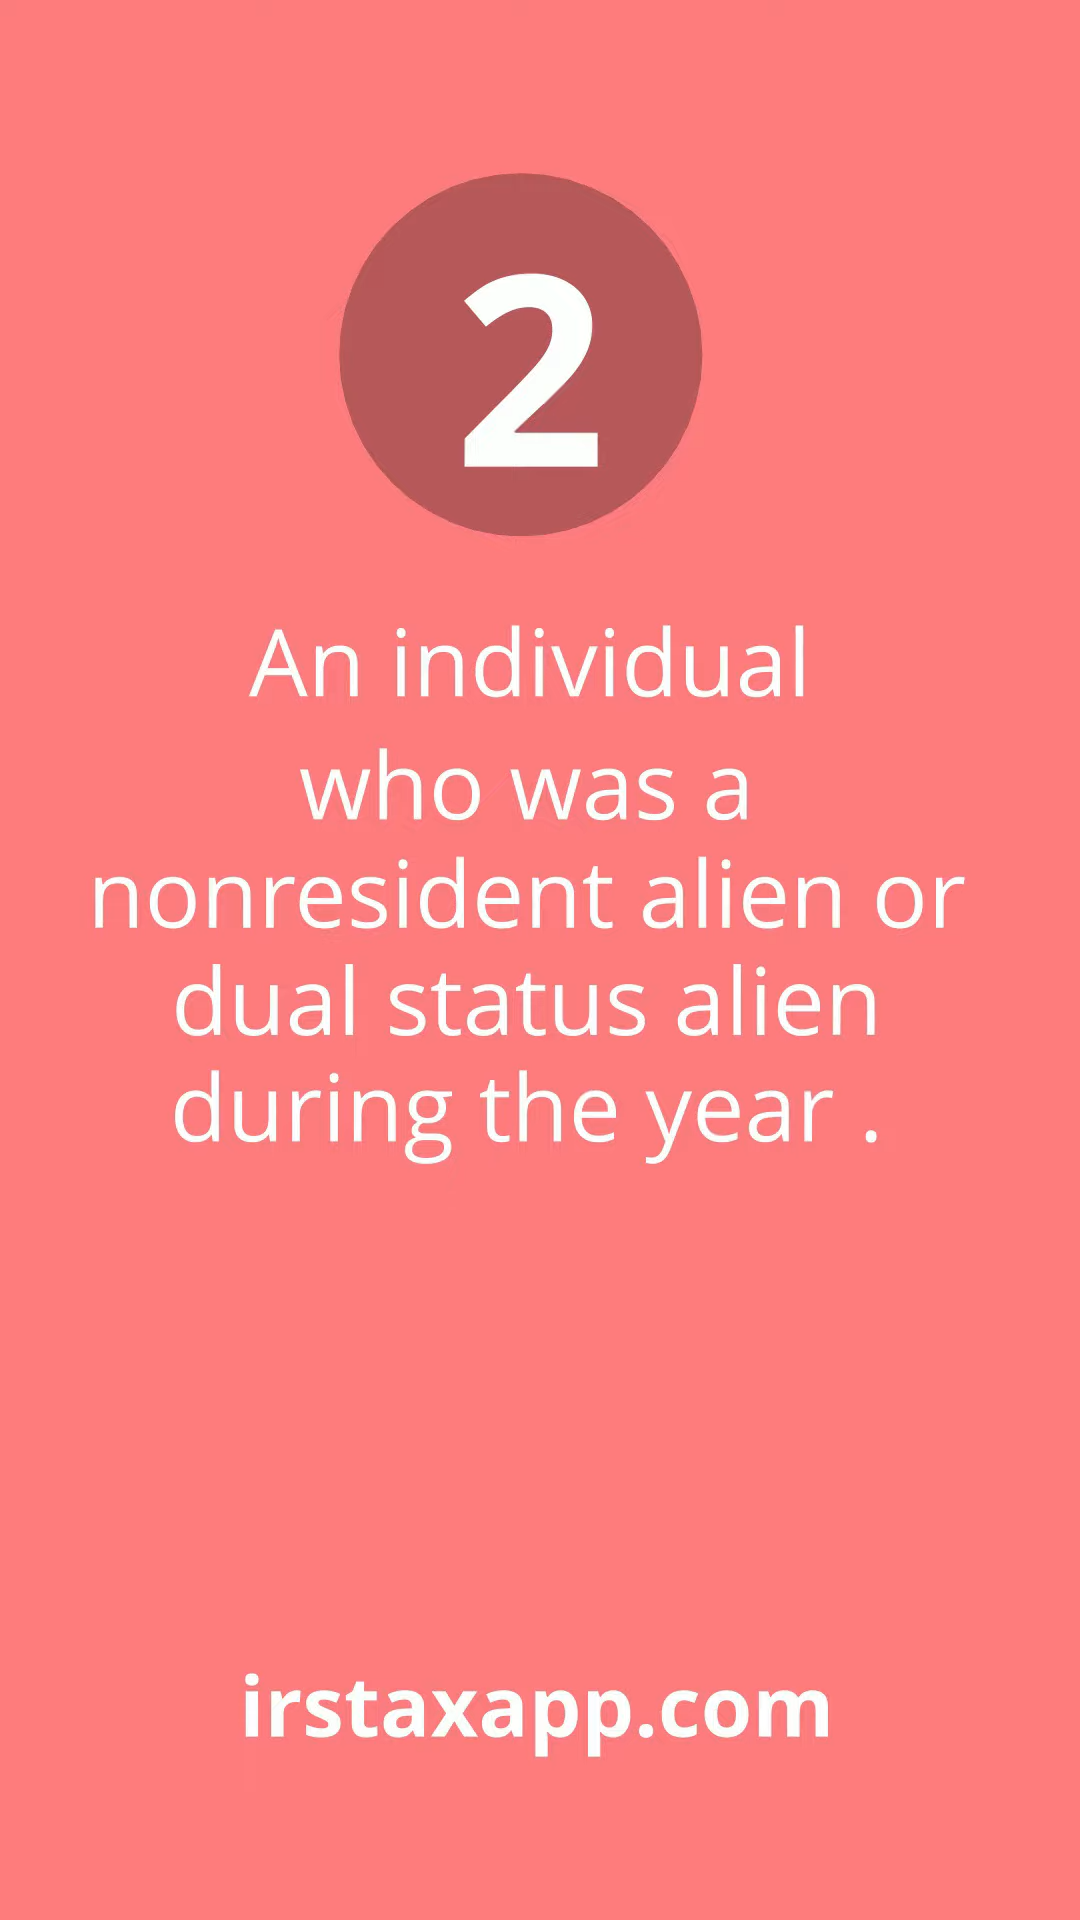 2
An individual
who was a
nonresident alien or
dual status alien
during the year .
irstaxapp.com